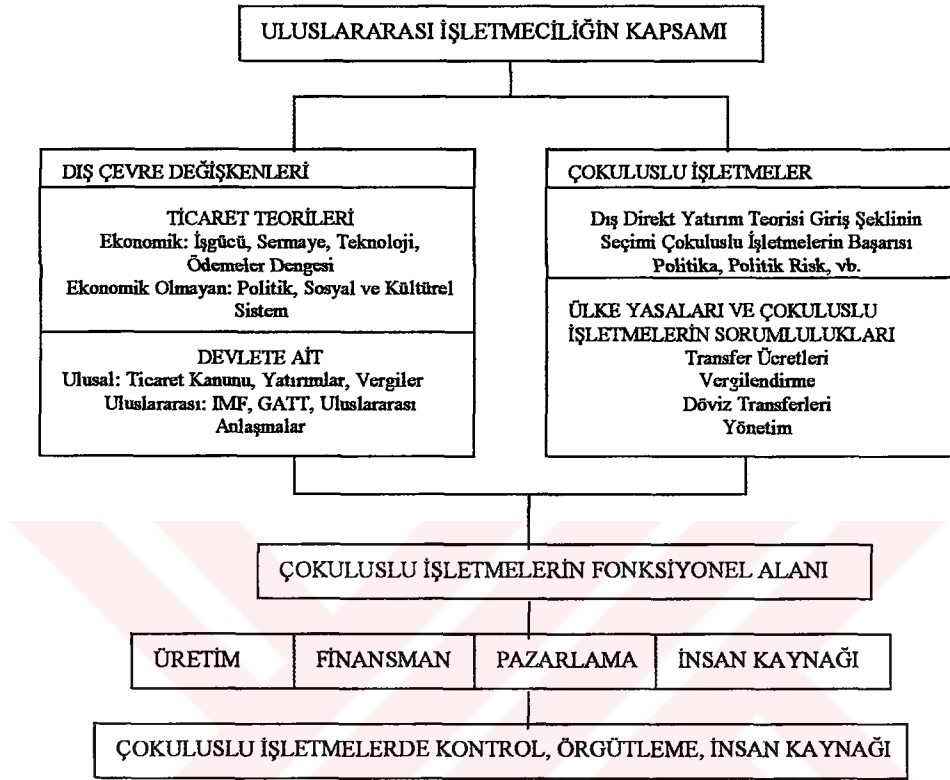 ULUSLARARASI İŞLETMECİLİĞİN KAPSAMI
DIŞ ÇEVRE DEĞİŞKENLERİ
TİCARET TEORİLERİ
Ekonomik: İşgücü, Sermaye, Teknoloji,
Ödemeler Dengesi
Ekonomik Olmayan: Politik, Sosyal ve Kültürel
Sistem
DEVLETE AİT
Ulusal: Ticaret Kanunu, Yatırımlar, Vergiler
Uluslararası: IMF, GATT, Uluslararası
Anlaşmalar
ÇOKULUSLU İŞLETMELER
Dış Direkt Yatırım Teorisi Giriş Şeklinin
Seçimi Çokuluslu İşletmelerin Başarısı
Politika, Politik Risk, vb.
ÜLKE YASALARI VE ÇOKULUSLU
İŞLETMELERİN SORUMLULUKLARI
Transfer Ücretleri
Vergilendirme
Döviz Transferleri
Yönetim
ÇOKULUSLU İŞLETMELERİN FONKSİYONEL ALANI
ÜRETİM
FİNANSMAN
PAZARLAMA
İNSAN KAYNAĞI
ÇOKULUSLU İŞLETMELERDE KONTROL, ÖRGÜTLEME, İNSAN KAYNAĞI